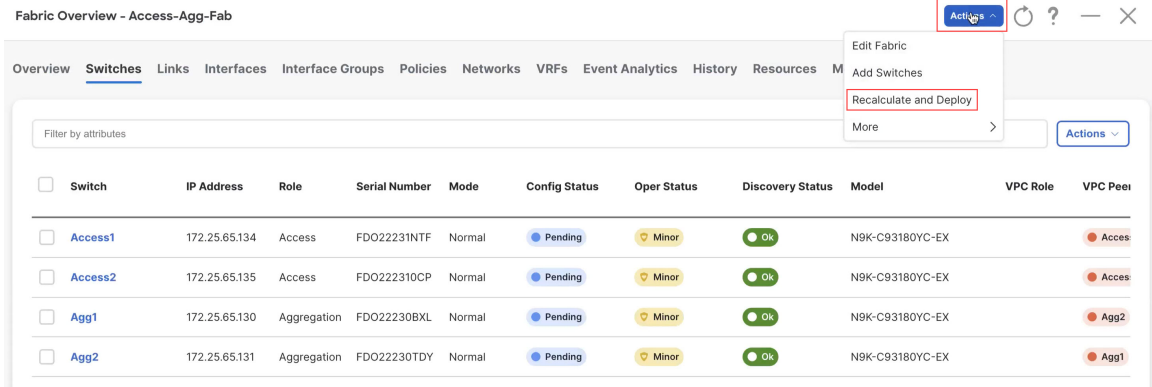 Fabric Overview - Access-Agg-Fab
Actions
?
Edit Fabric
Overview Switches Links Interfaces Interface Groups Policies Networks VRFs Event Analytics History Resources M
Add Switches
Recalculate and Deploy
Filter by attributes
More
Actions
Switch IP Address Role Serial Number Mode Config Status Oper Status Discovery Status Model VPC Role VPC Peer
Access1 172.25.65.134 Access FDO22231NTF Normal Pending Minor Ok N9K-C93180YC-EX Access
Access2 172.25.65.135 Access FDO222310CP Normal Pending Minor Ok N9K-C93180YC-EX Access
Agg1 172.25.65.130 Aggregation FDO22230BXL Normal Pending Minor Ok N9K-C93180YC-EX Agg2
Agg2 172.25.65.131 Aggregation FDO22230TDY Normal Pending Minor Ok N9K-C93180YC-EX Agg1